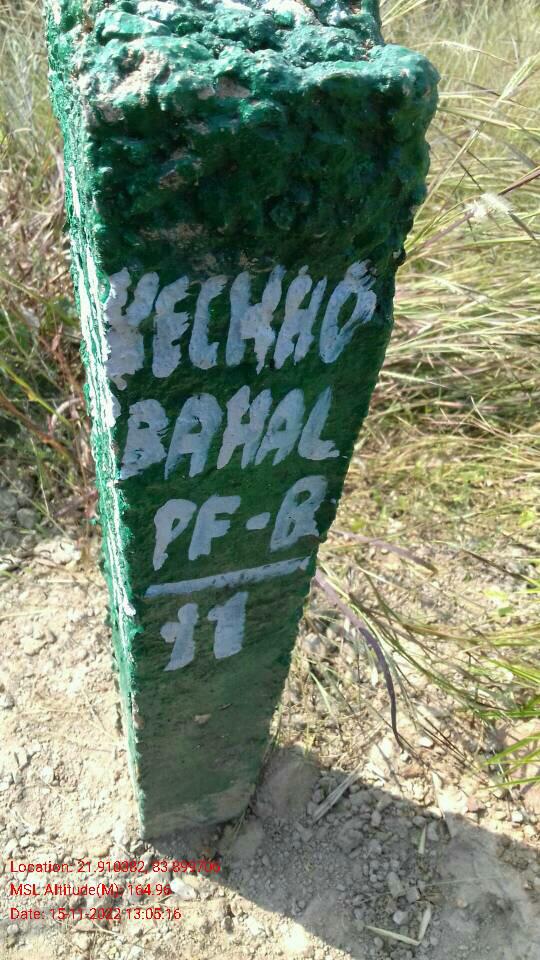 KECHHO
BAHAL
PF-B
11
Location: 21.910382, 83.899706
MSL Altitude(M): 164.96
Date: 15-11-2022 13:05:16